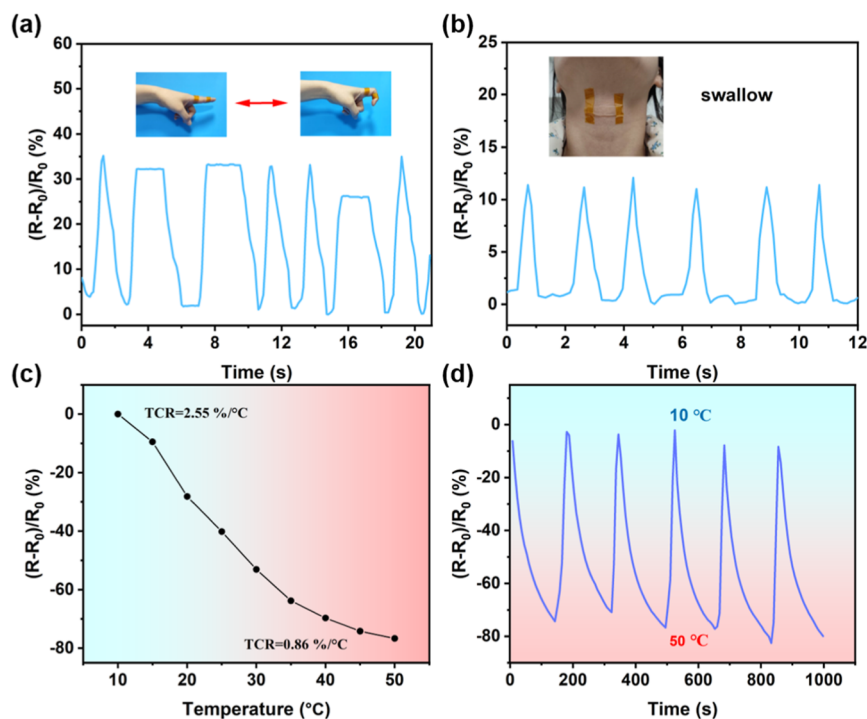 (a)
60
50
40
30
20
10
0
(R-R₀)/R₀ (%)
0 4 8 12 16 20
Time (s)
(b)
swallow
25
20
15
10
5
0
(R-R₀)/R₀ (%)
0 2 4 6 8 10 12
Time (s)
(c)
TCR=2.55 %/°C
TCR=0.86 %/°C
0
-20
-40
-60
-80
(R-R₀)/R₀ (%)
10 20 30 40 50
Temperature (°C)
(d)
10 °C
50 °C
0
-20
-40
-60
-80
(R-R₀)/R₀ (%)
0 200 400 600 800 1000
Time (s)